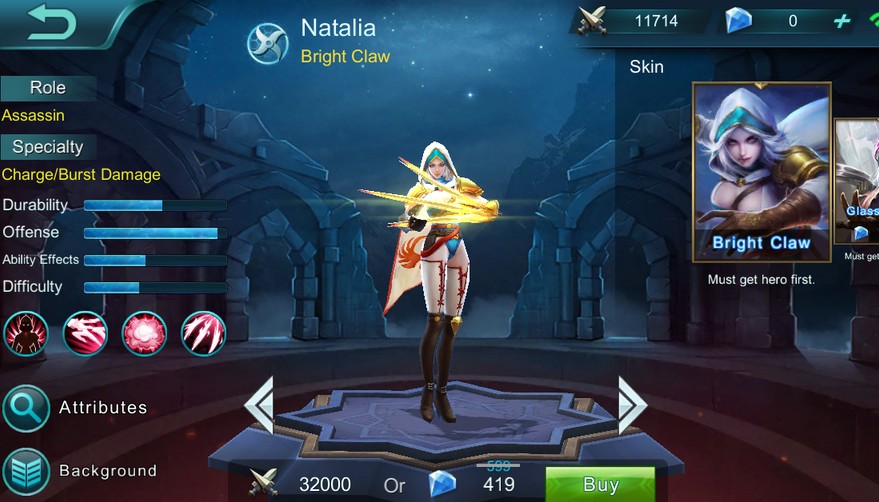 Natalia
Bright Claw
11714
0
Role
Assassin
Specialty
Charge/Burst Damage
Durability
Offense
Ability Effects
Difficulty
Attributes
Background
Skin
Bright Claw
Must get hero first.
Glass
Must get
32000 Or 599 419
Buy